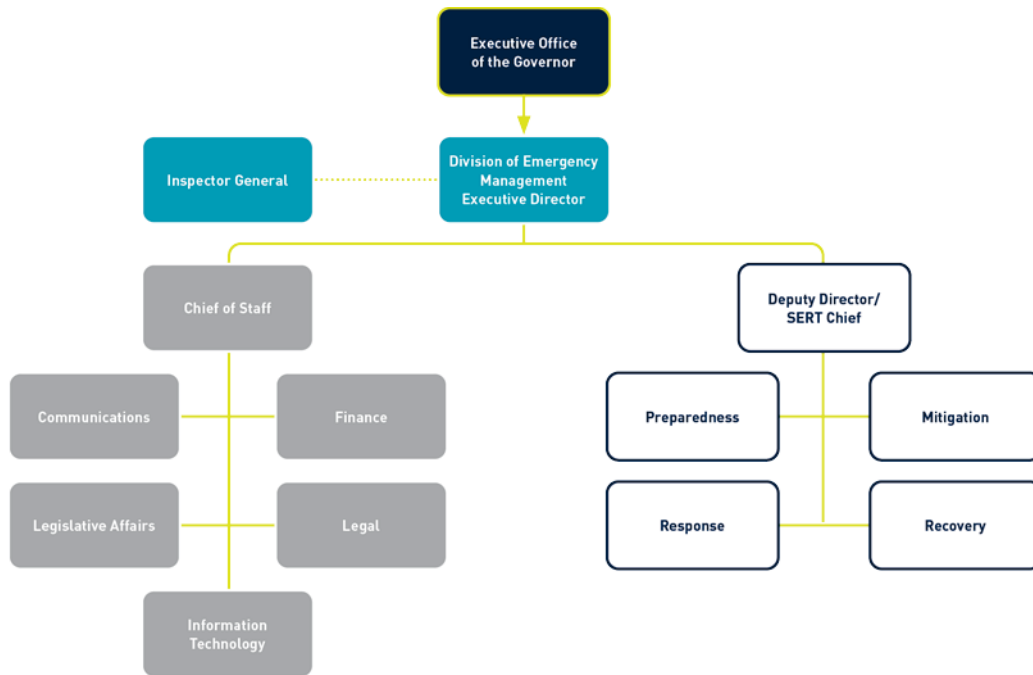 Executive Office
of the Governor
Inspector General
Division of Emergency
Management
Executive Director
Chief of Staff
Deputy Director/
SERT Chief
Communications
Finance
Preparedness
Mitigation
Legislative Affairs
Legal
Response
Recovery
Information
Technology